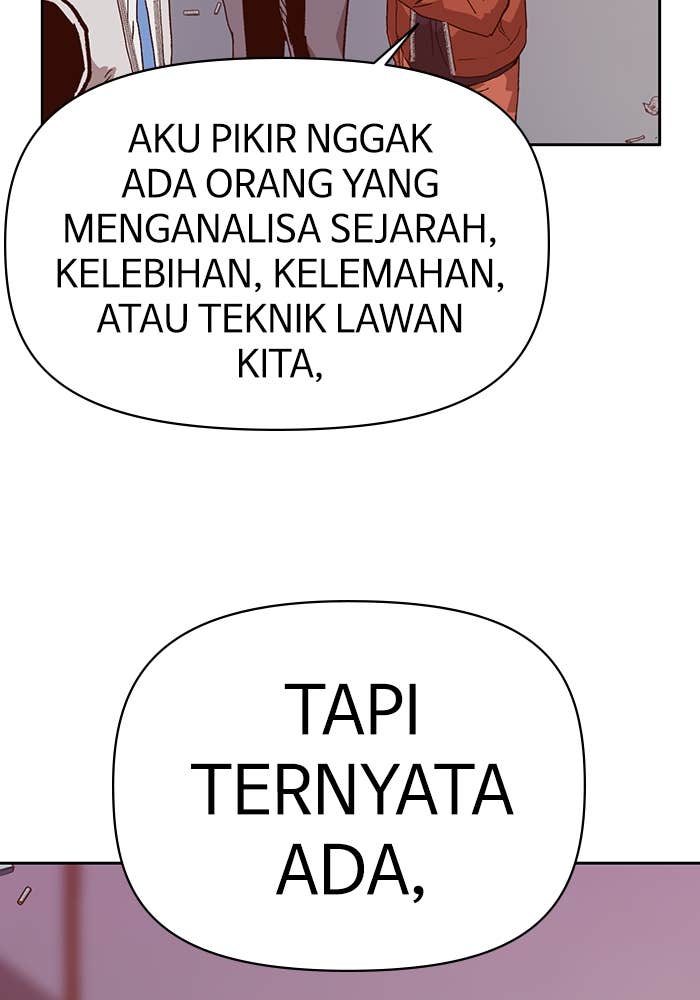 AKU PIKIR NGGAK
ADA ORANG YANG
MENGANALISA SEJARAH,
KELEBIHAN, KELEMAHAN,
ATAU TEKNIK LAWAN
KITA,
TAPI
TERNYATA
ADA,